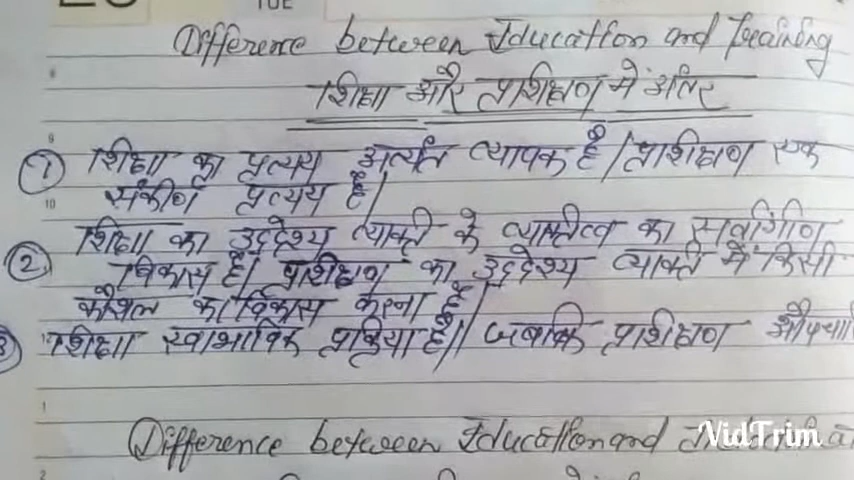 TUE
Difference between Education and Training
शिक्षा और प्रशिक्षण में अंतर
① शिक्षा का प्रत्यय अत्यंत व्यापक है। प्रशिक्षण एक
संकीर्ण प्रत्यय है।
② शिक्षा का उद्देश्य व्यक्ति के व्यक्तित्व का सर्वांगीण
विकास है। प्रशिक्षण का उद्देश्य व्यक्ति में किसी
कौशल का विकास करना है।
3 शिक्षा स्वाभाविक प्रक्रिया है। जबकि प्रशिक्षण
Difference between Education and
VidTrim